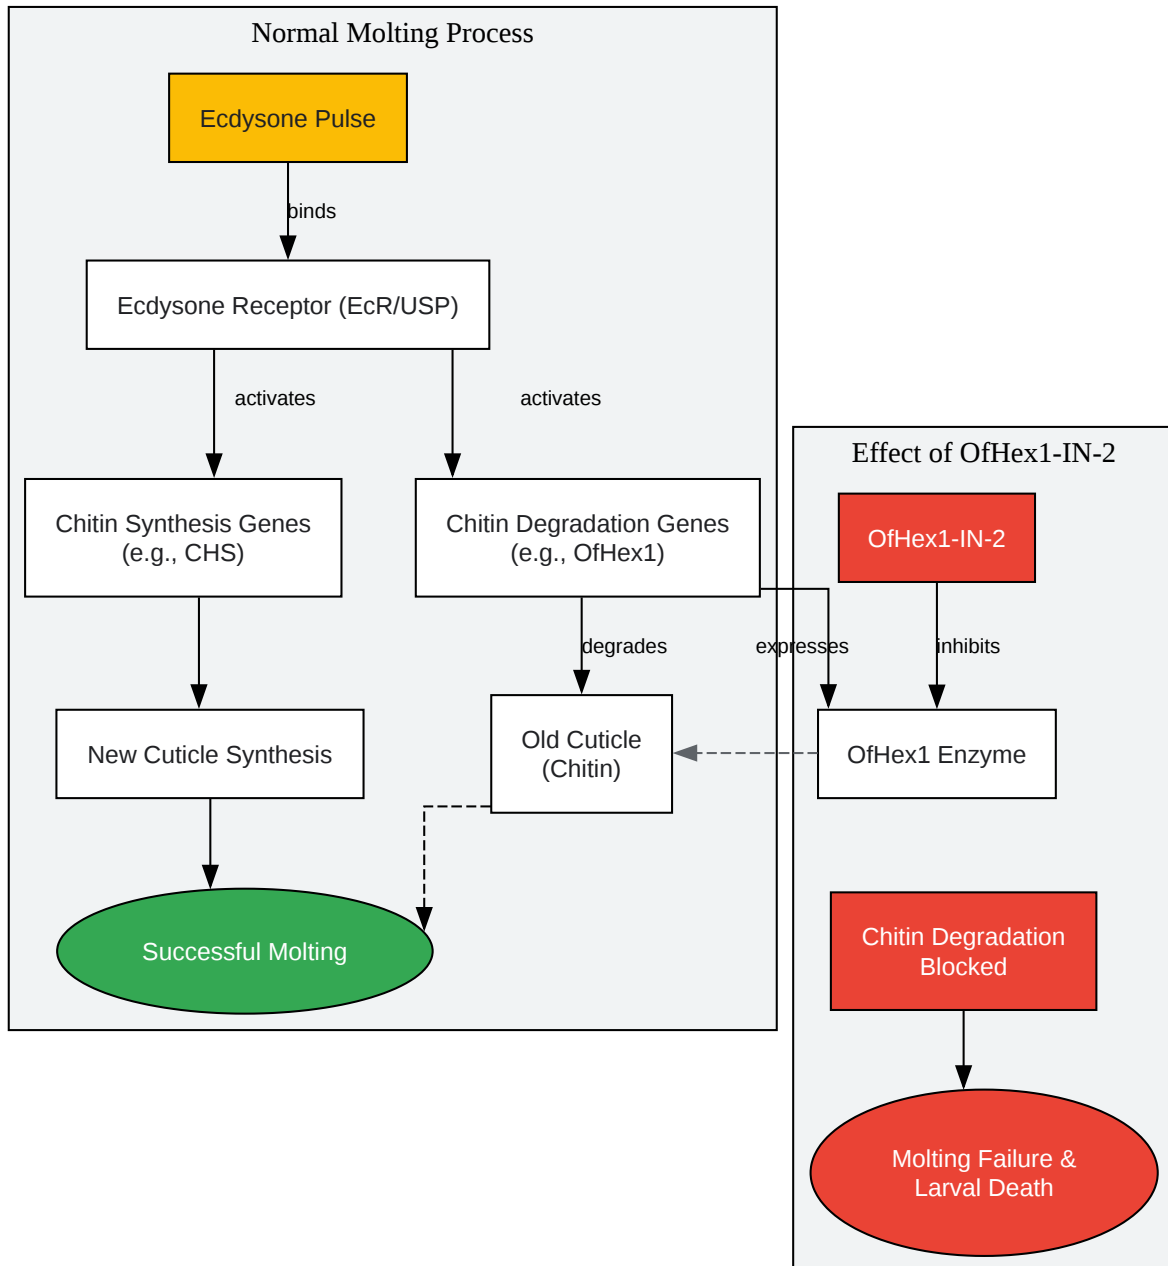 Normal Molting Process
Ecdysone Pulse
binds
Ecdysone Receptor (EcR/USP)
activates
activates
Chitin Synthesis Genes
(e.g., CHS)
Chitin Degradation Genes
(e.g., OfHex1)
degrades
New Cuticle Synthesis
Old Cuticle
(Chitin)
Successful Molting
Effect of OfHex1-IN-2
OfHex1-IN-2
expresses
inhibits
OfHex1 Enzyme
Chitin Degradation
Blocked
Molting Failure &
Larval Death